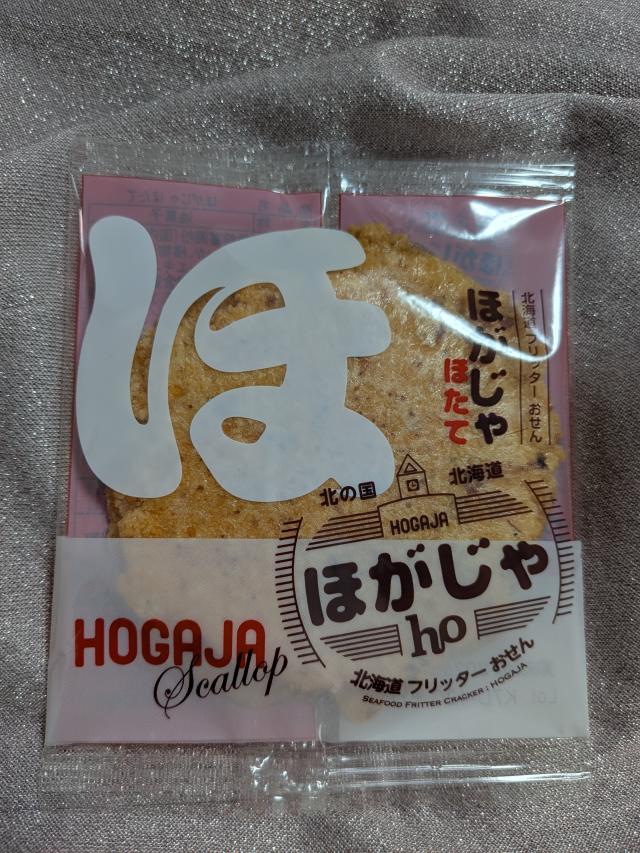 ほ
北海道 フリッター おせん
ほがじゃ
ほたて
北の国
北海道
HOGAJA
ほがじゃ
ho
HOGAJA
Scallop
北海道 フリッター おせん
SEAFOOD FRITTER CRACKER : HOGAJA